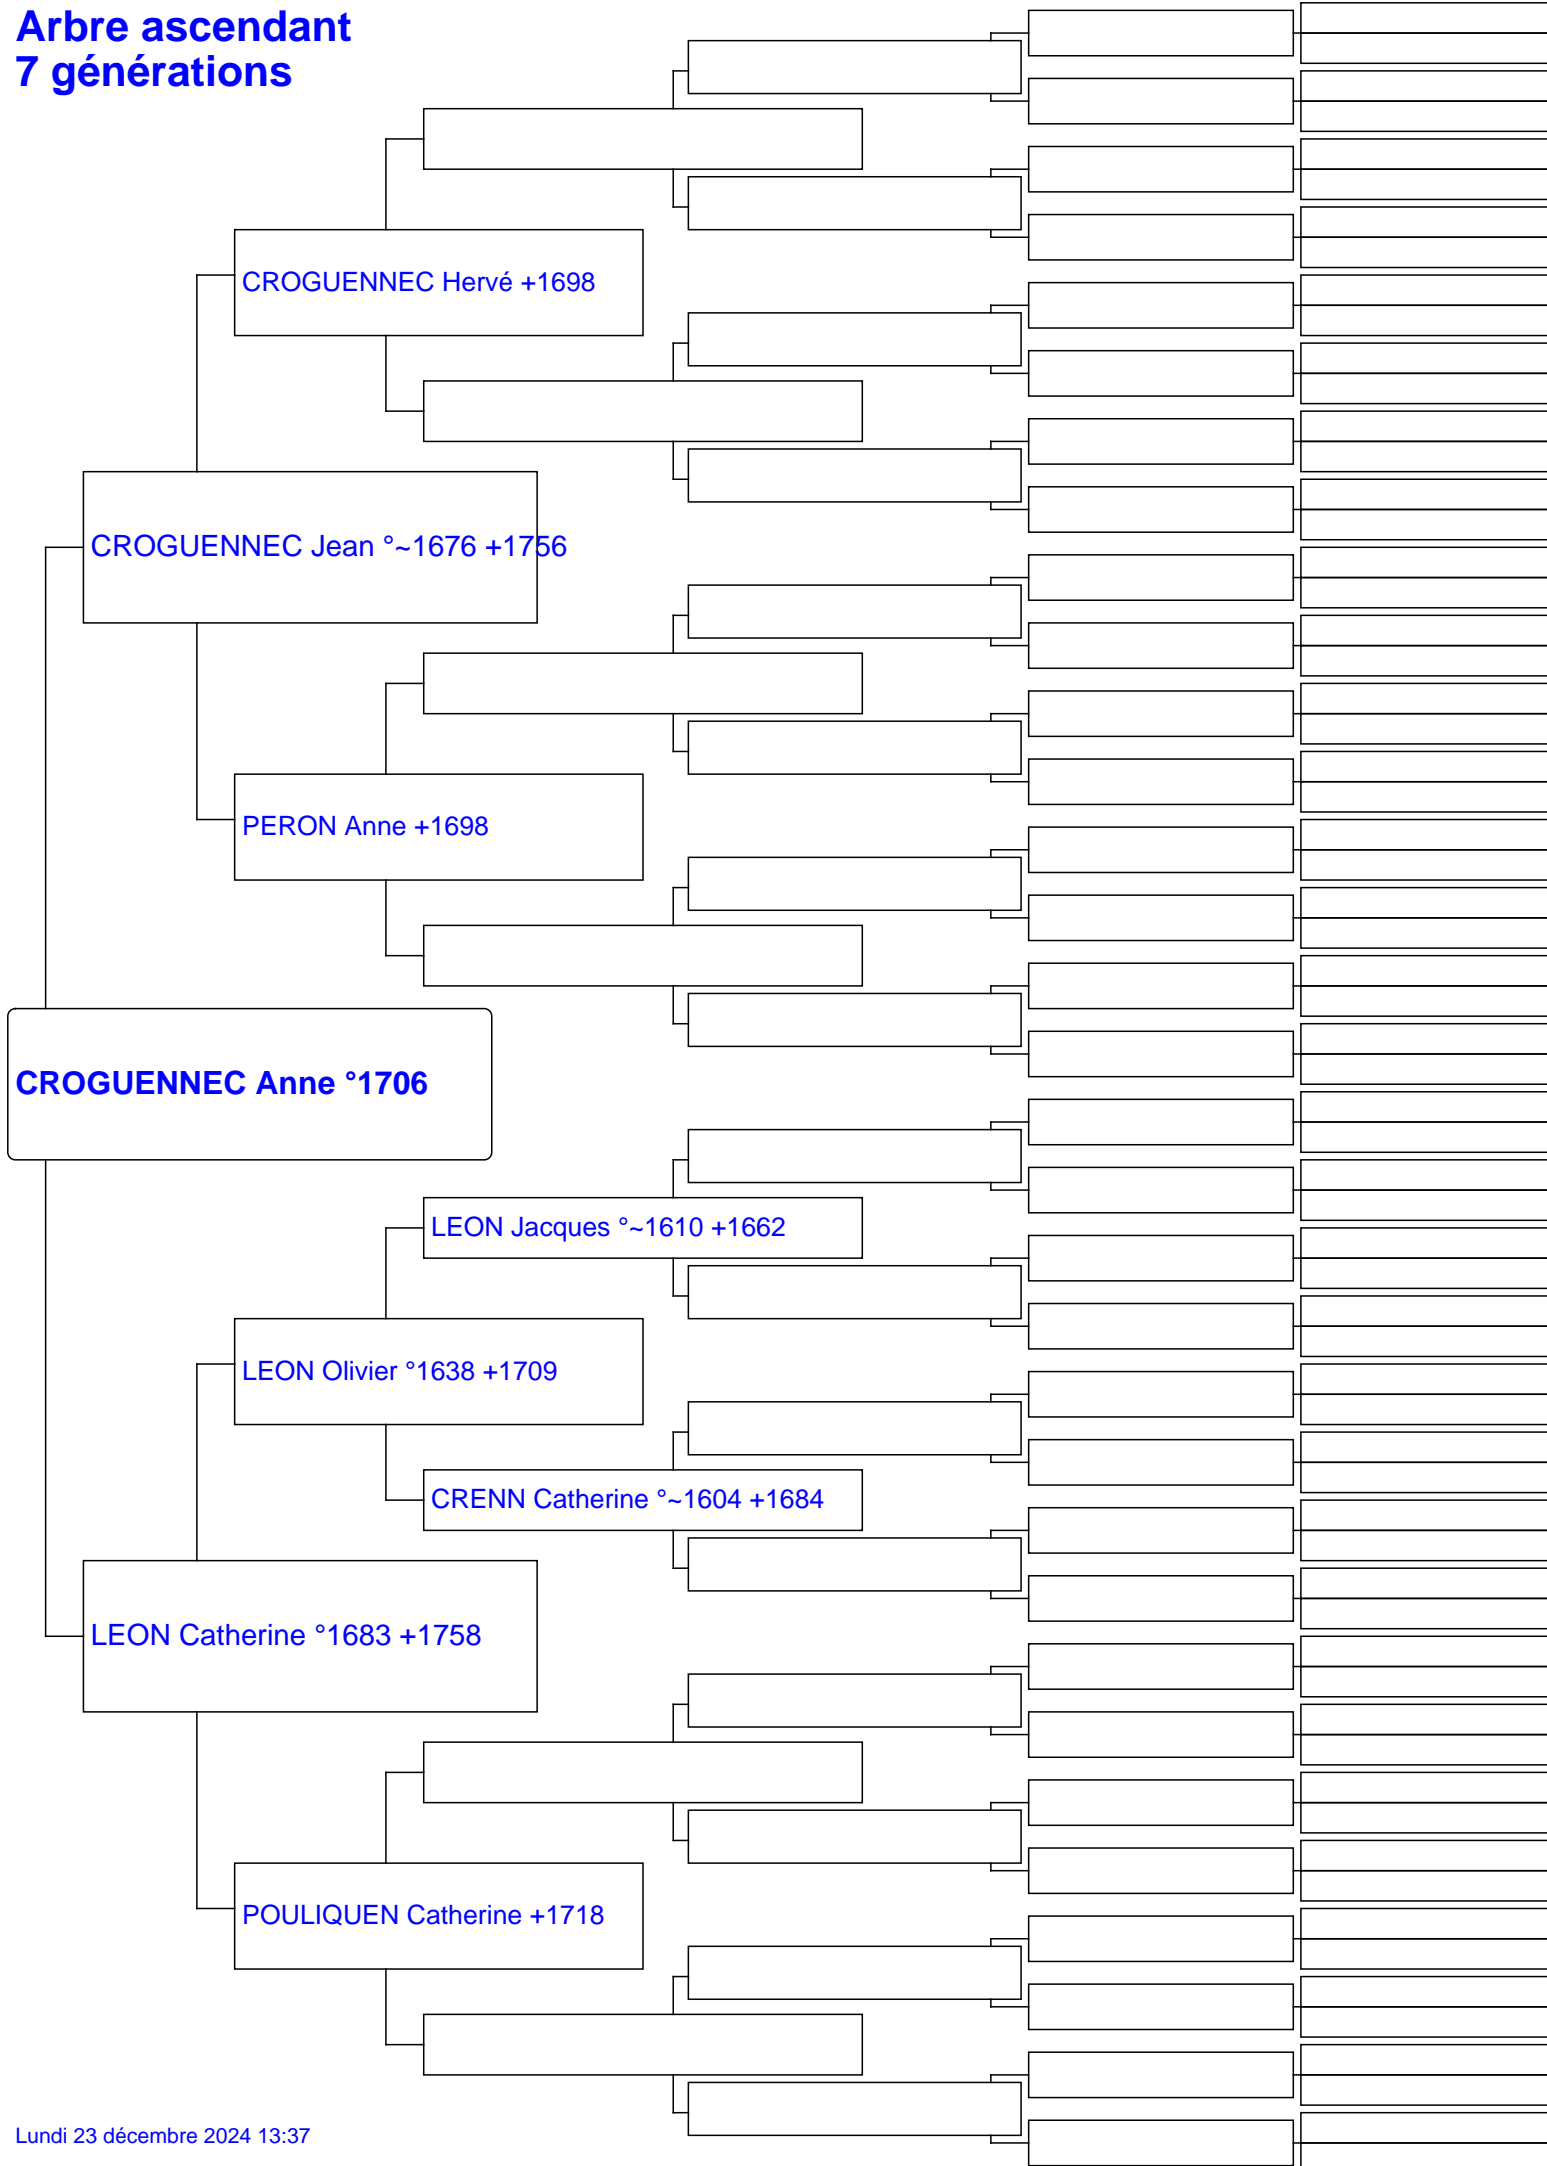 Arbre ascendant
7 générations
CROGUENNEC Hervé +1698
CROGUENNEC Jean °~1676 +1756
PERON Anne +1698
CROGUENNEC Anne °1706
LEON Jacques °~1610 +1662
LEON Olivier °1638 +1709
CRENN Catherine °~1604 +1684
LEON Catherine °1683 +1758
POULIQUEN Catherine +1718
Lundi 23 décembre 2024 13:37